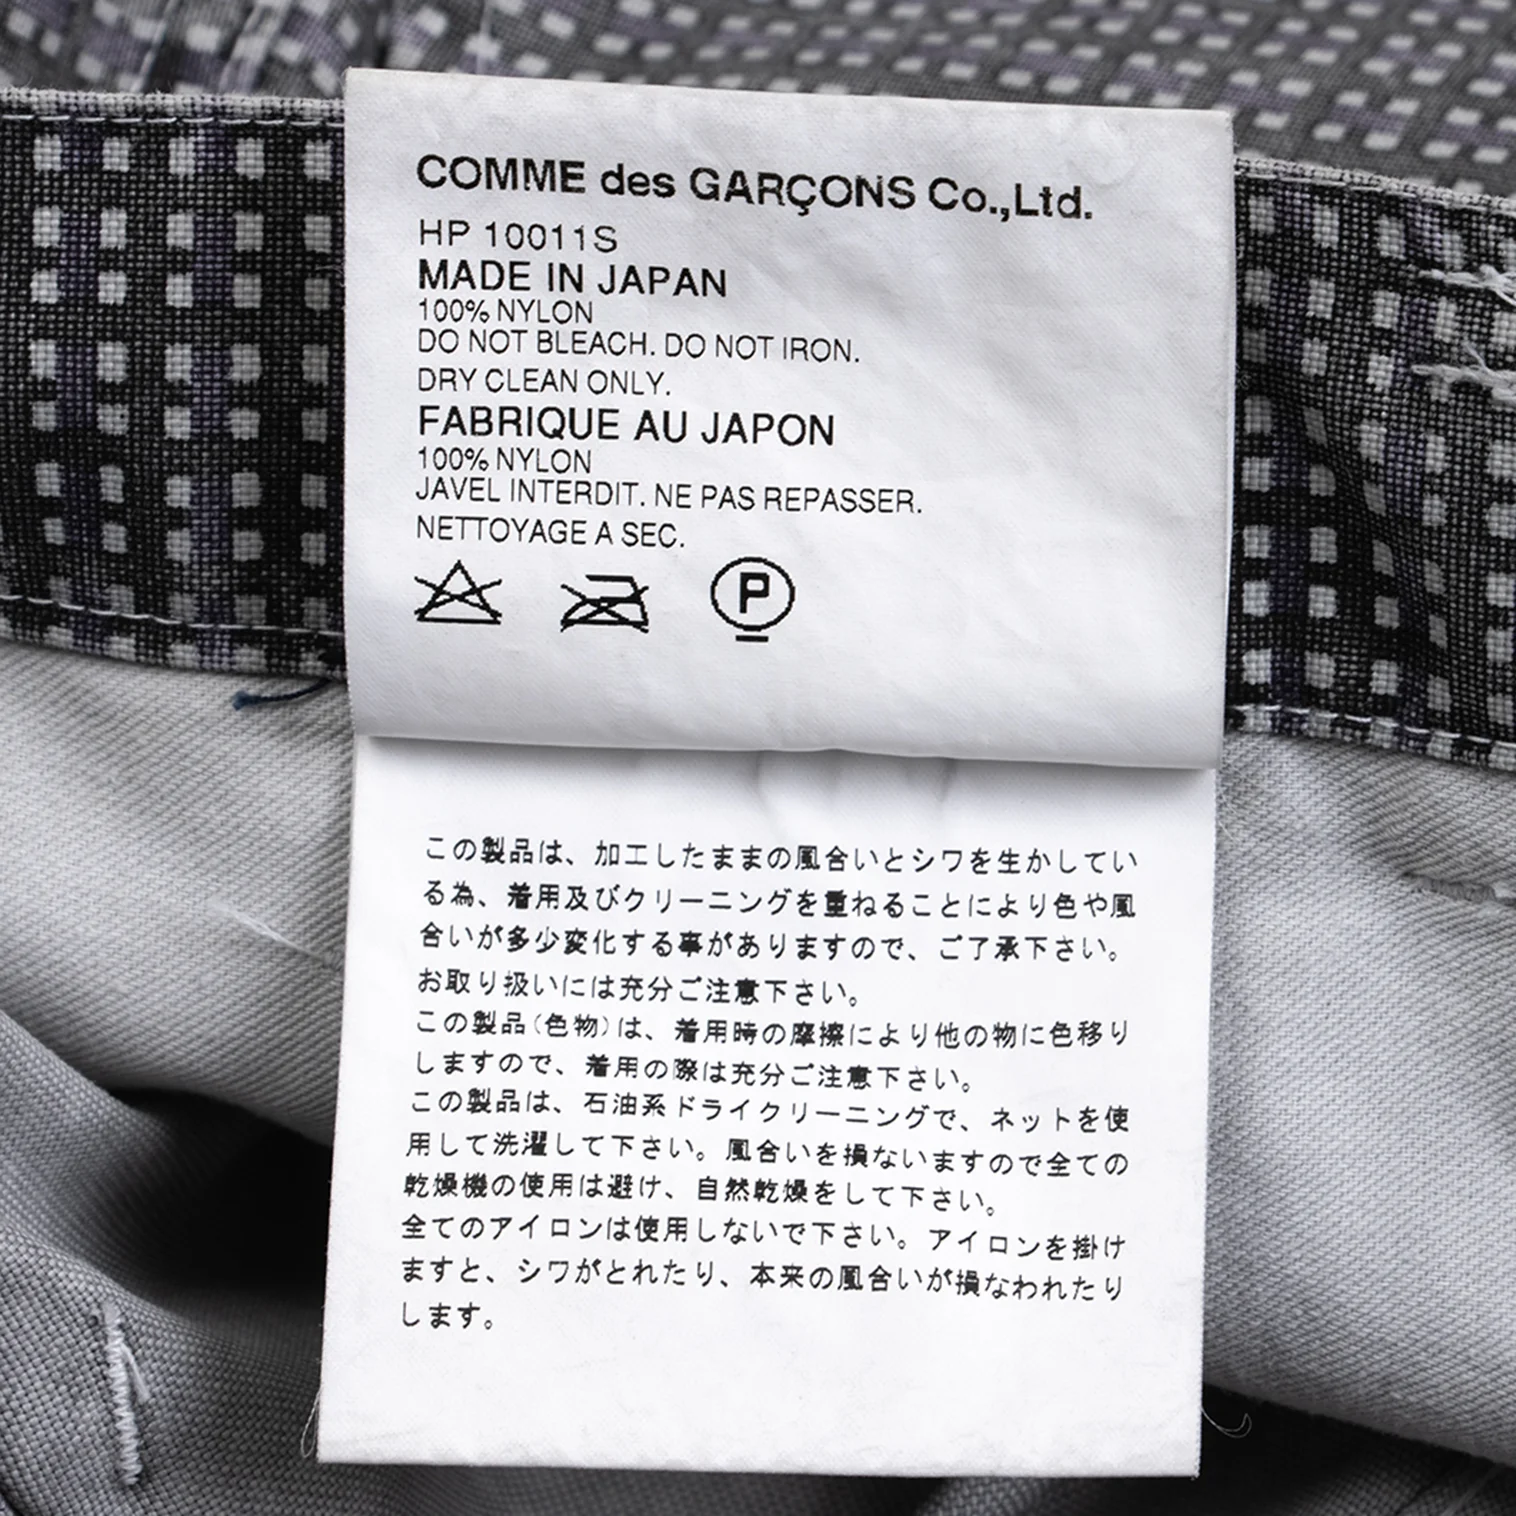 COMME des GARÇONS Co.,Ltd.
HP 10011S
MADE IN JAPAN
100% NYLON
DO NOT BLEACH. DO NOT IRON.
DRY CLEAN ONLY.
FABRIQUE AU JAPON
100% NYLON
JAVEL INTERDIT. NE PAS REPASSER.
NETTOYAGE A SEC.
P
この製品は、加工したままの風合いとシワを生かしてい
る為、着用及びクリーニングを重ねることにより色や風
合いが多少変化する事がありますので、ご了承下さい。
お取り扱いには充分ご注意下さい。
この製品(色物)は、着用時の摩擦により他の物に色移り
しますので、着用の際は充分ご注意下さい。
この製品は、石油系ドライクリーニングで、ネットを使
用して洗濯して下さい。風合いを損ないますので全ての
乾燥機の使用は避け、自然乾燥をして下さい。
全てのアイロンは使用しないで下さい。アイロンを掛け
ますと、シワがとれたり、本来の風合いが損なわれたり
します。